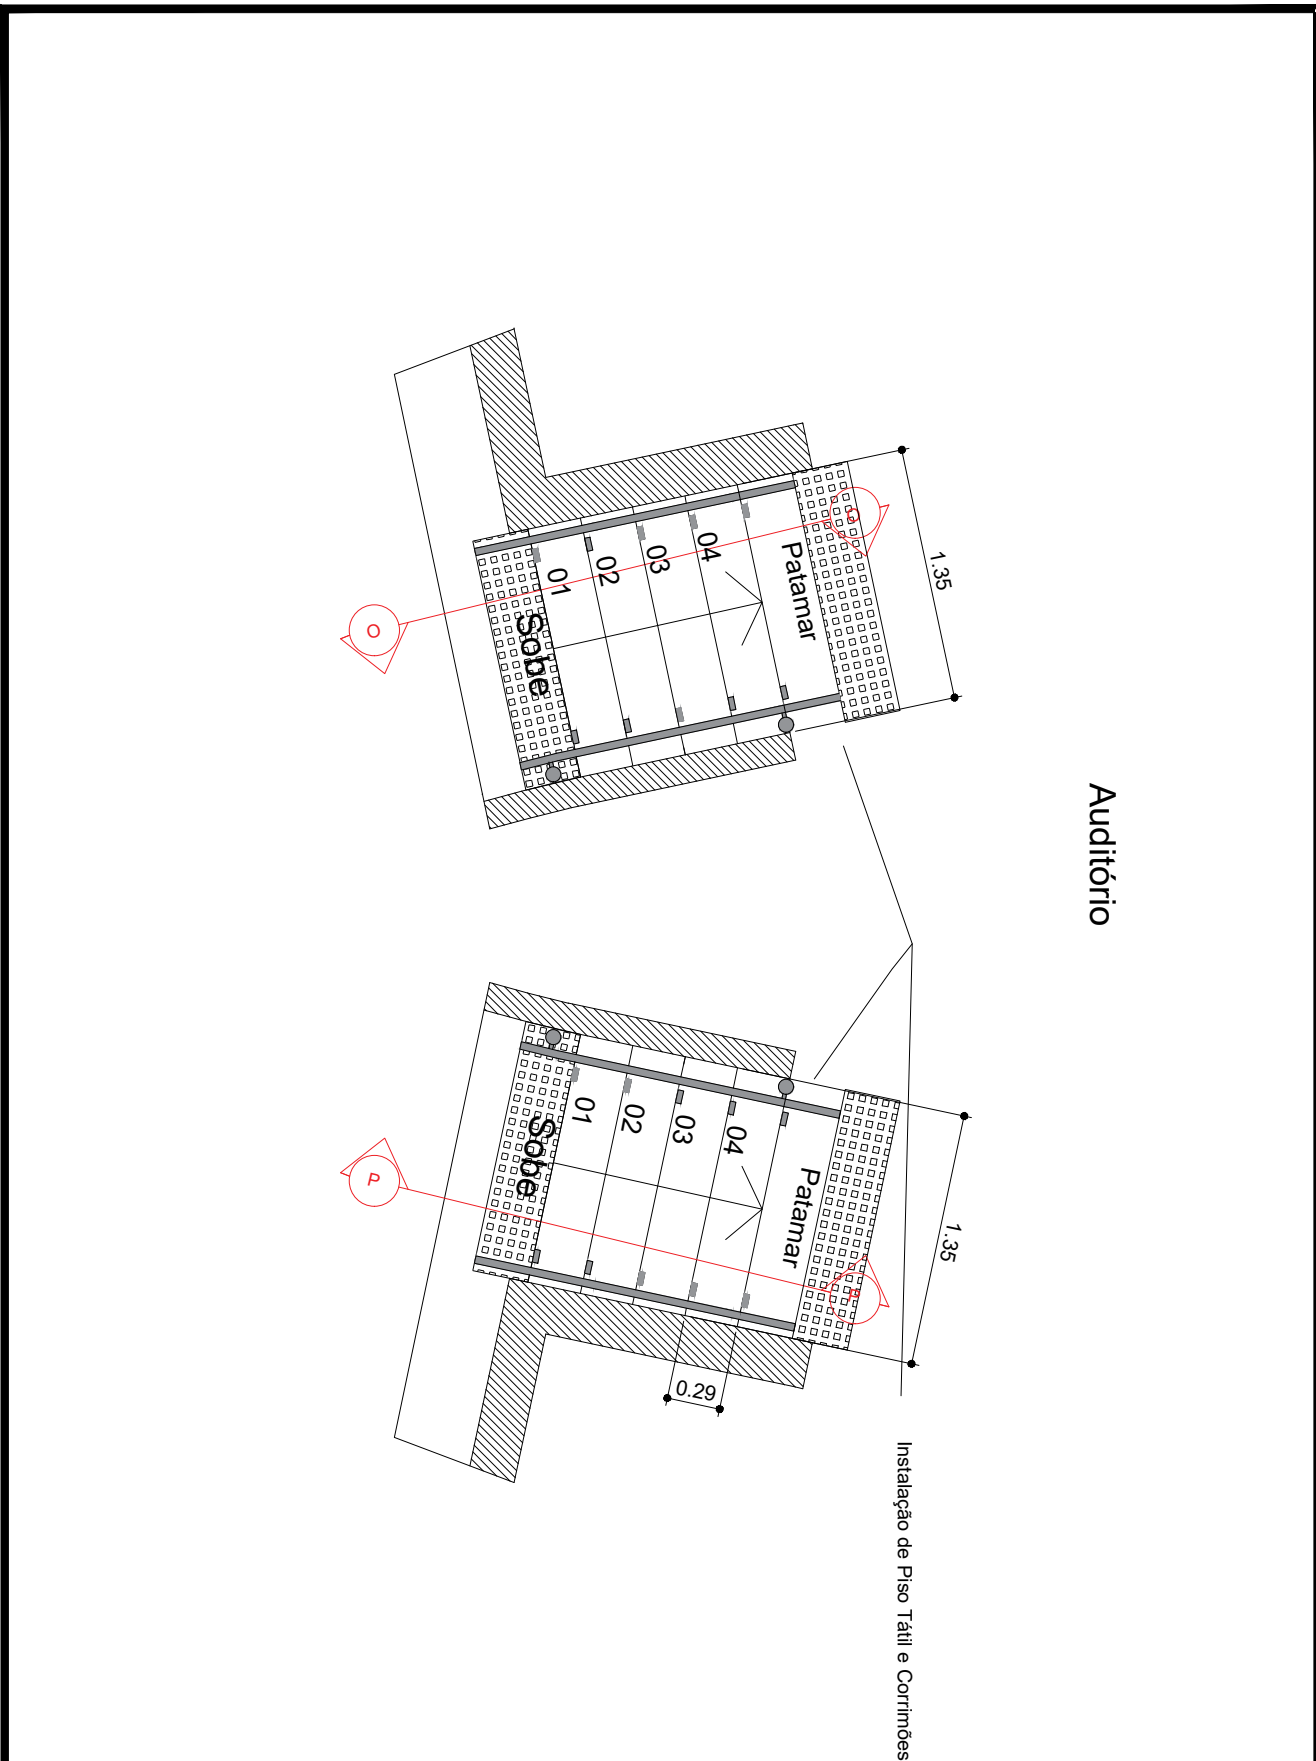 Auditório
1.35
Patamar
04
03
02
01
Sobe
O
O
1.35
Patamar
04
03
02
01
Sobe
P
P
0.29
Instalação de Piso Tátil e Corrimões